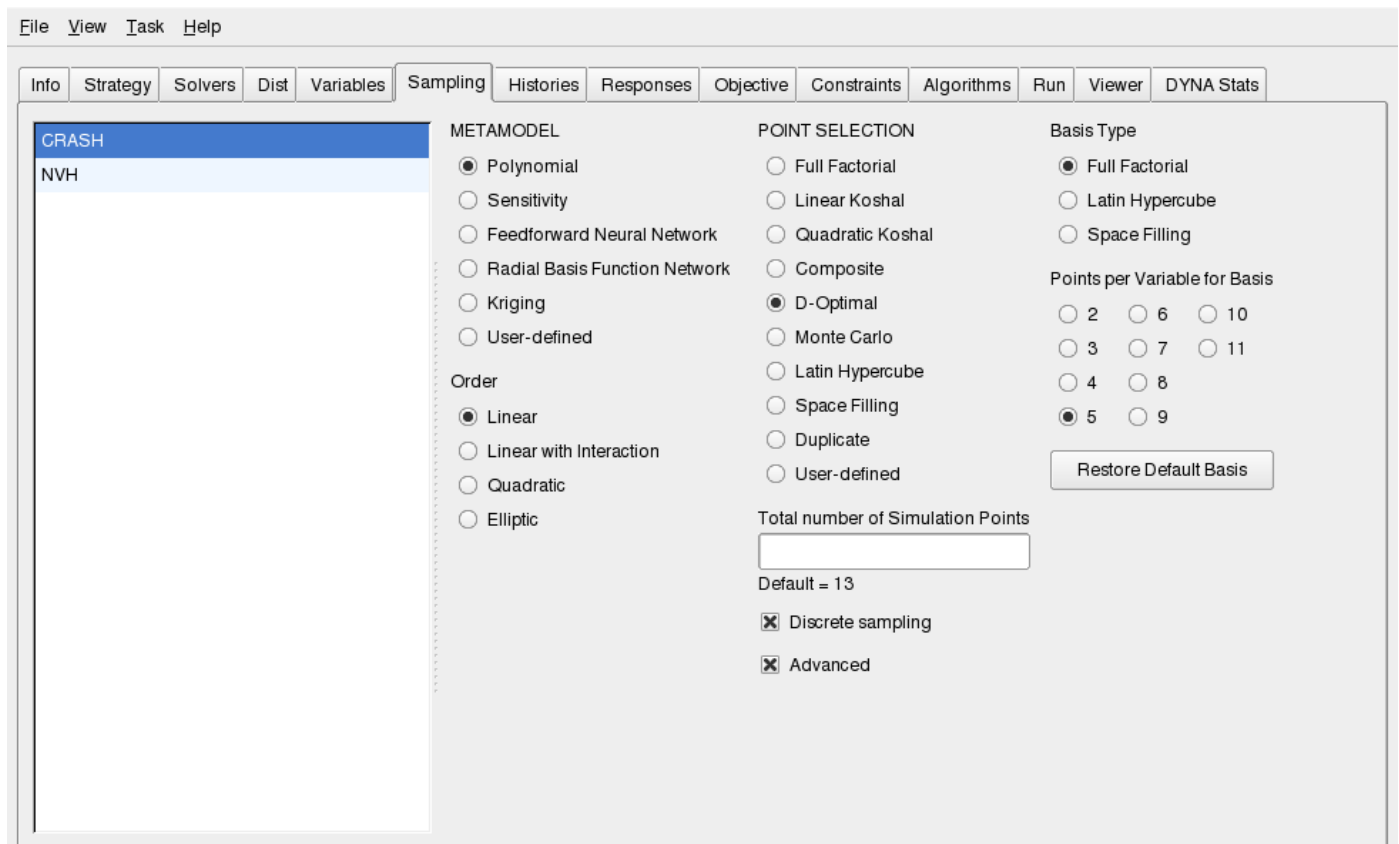 File View Task Help
Info Strategy Solvers Dist Variables Sampling Histories Responses Objective Constraints Algorithms Run Viewer DYNA Stats
CRASH
NVH
METAMODEL
Polynomial
Sensitivity
Feedforward Neural Network
Radial Basis Function Network
Kriging
User-defined
Order
Linear
Linear with Interaction
Quadratic
Elliptic
POINT SELECTION
Full Factorial
Linear Koshal
Quadratic Koshal
Composite
D-Optimal
Monte Carlo
Latin Hypercube
Space Filling
Duplicate
User-defined
Total number of Simulation Points
Default = 13
Discrete sampling
Advanced
Basis Type
Full Factorial
Latin Hypercube
Space Filling
Points per Variable for Basis
2 6 10
3 7 11
4 8
5 9
Restore Default Basis